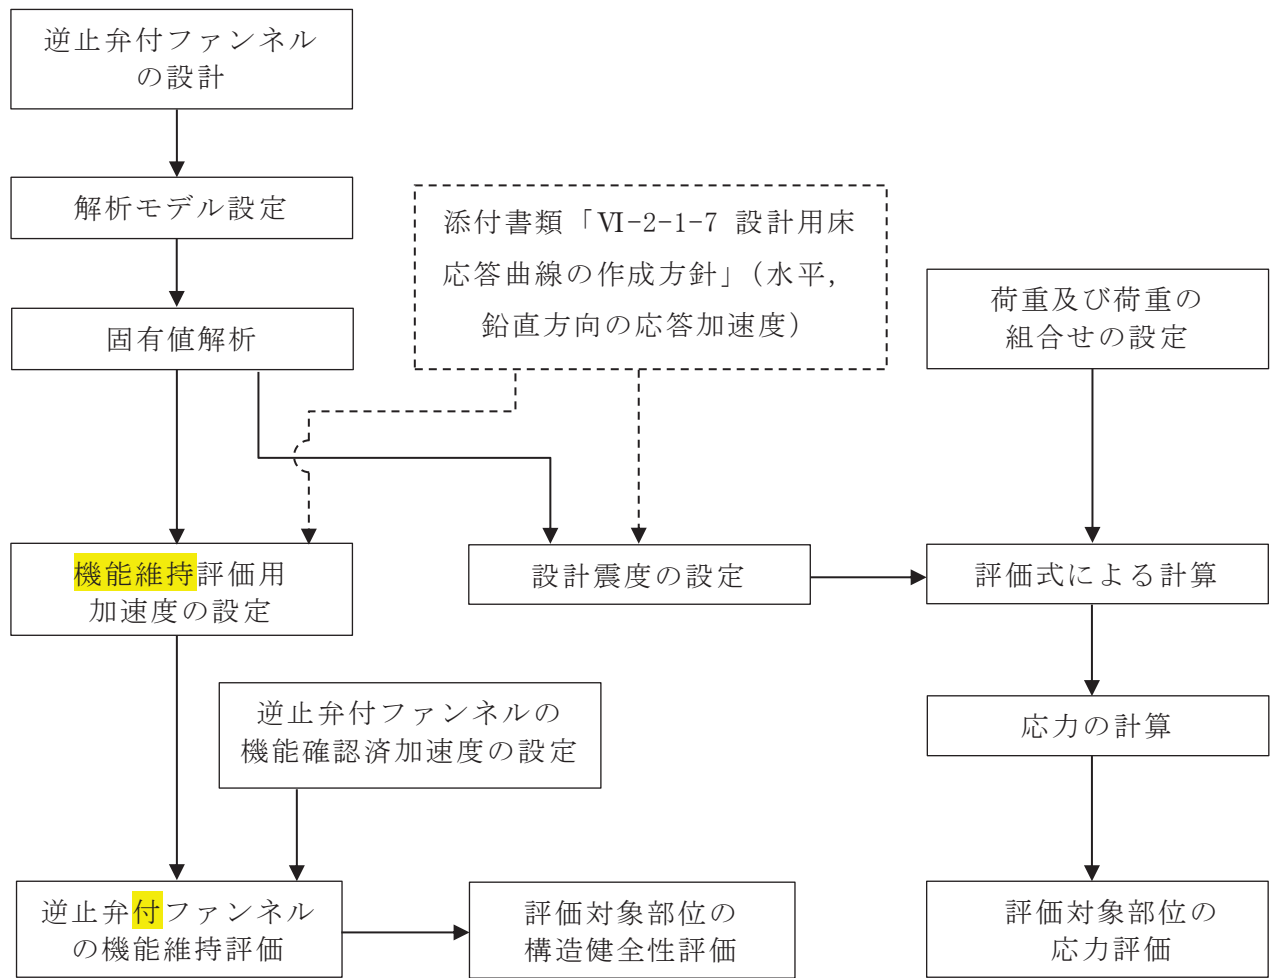 逆止弁付ファンネル
の設計
解析モデル設定
添付書類「Ⅵ-2-1-7 設計用床
応答曲線の作成方針」(水平,
鉛直方向の応答加速度)
固有値解析
荷重及び荷重の
組合せの設定
機能維持評価用
加速度の設定
設計震度の設定
評価式による計算
逆止弁付ファンネルの
機能確認済加速度の設定
応力の計算
逆止弁付ファンネル
の機能維持評価
評価対象部位の
構造健全性評価
評価対象部位の
応力評価